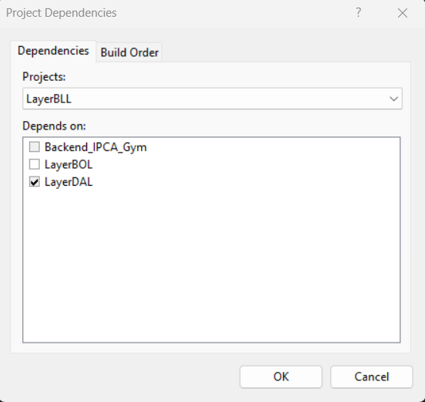 Project Dependencies
Dependencies
Build Order
Projects:
LayerBLL
Depends on:
Backend_IPCA_Gym
LayerBOL
LayerDAL
OK
Cancel